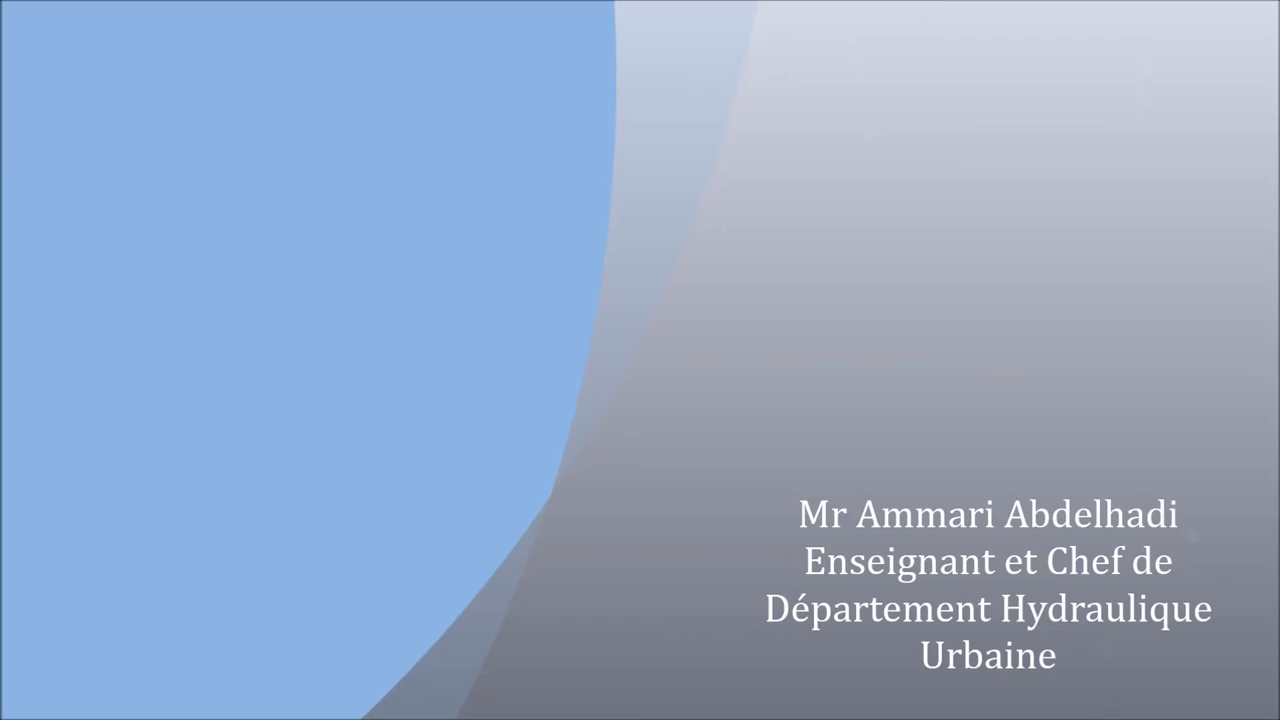 Mr Ammari Abdelhadi
Enseignant et Chef de
Département Hydraulique
Urbaine